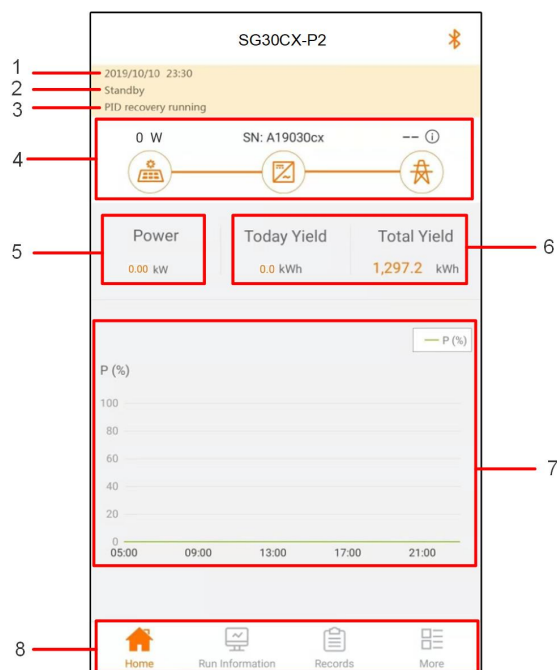 SG30CX-P2
1
2019/10/10 23:30
2
Standby
3
PID recovery running
4
0 W SN: A19030cx --
5
Power Today Yield Total Yield
6
0.00 kW 0.0 kWh 1,297.2 kWh
P (%)
P (%)
100
80
60
7
40
20
0
05:00 09:00 13:00 17:00 21:00
8
Home Run Information Records More